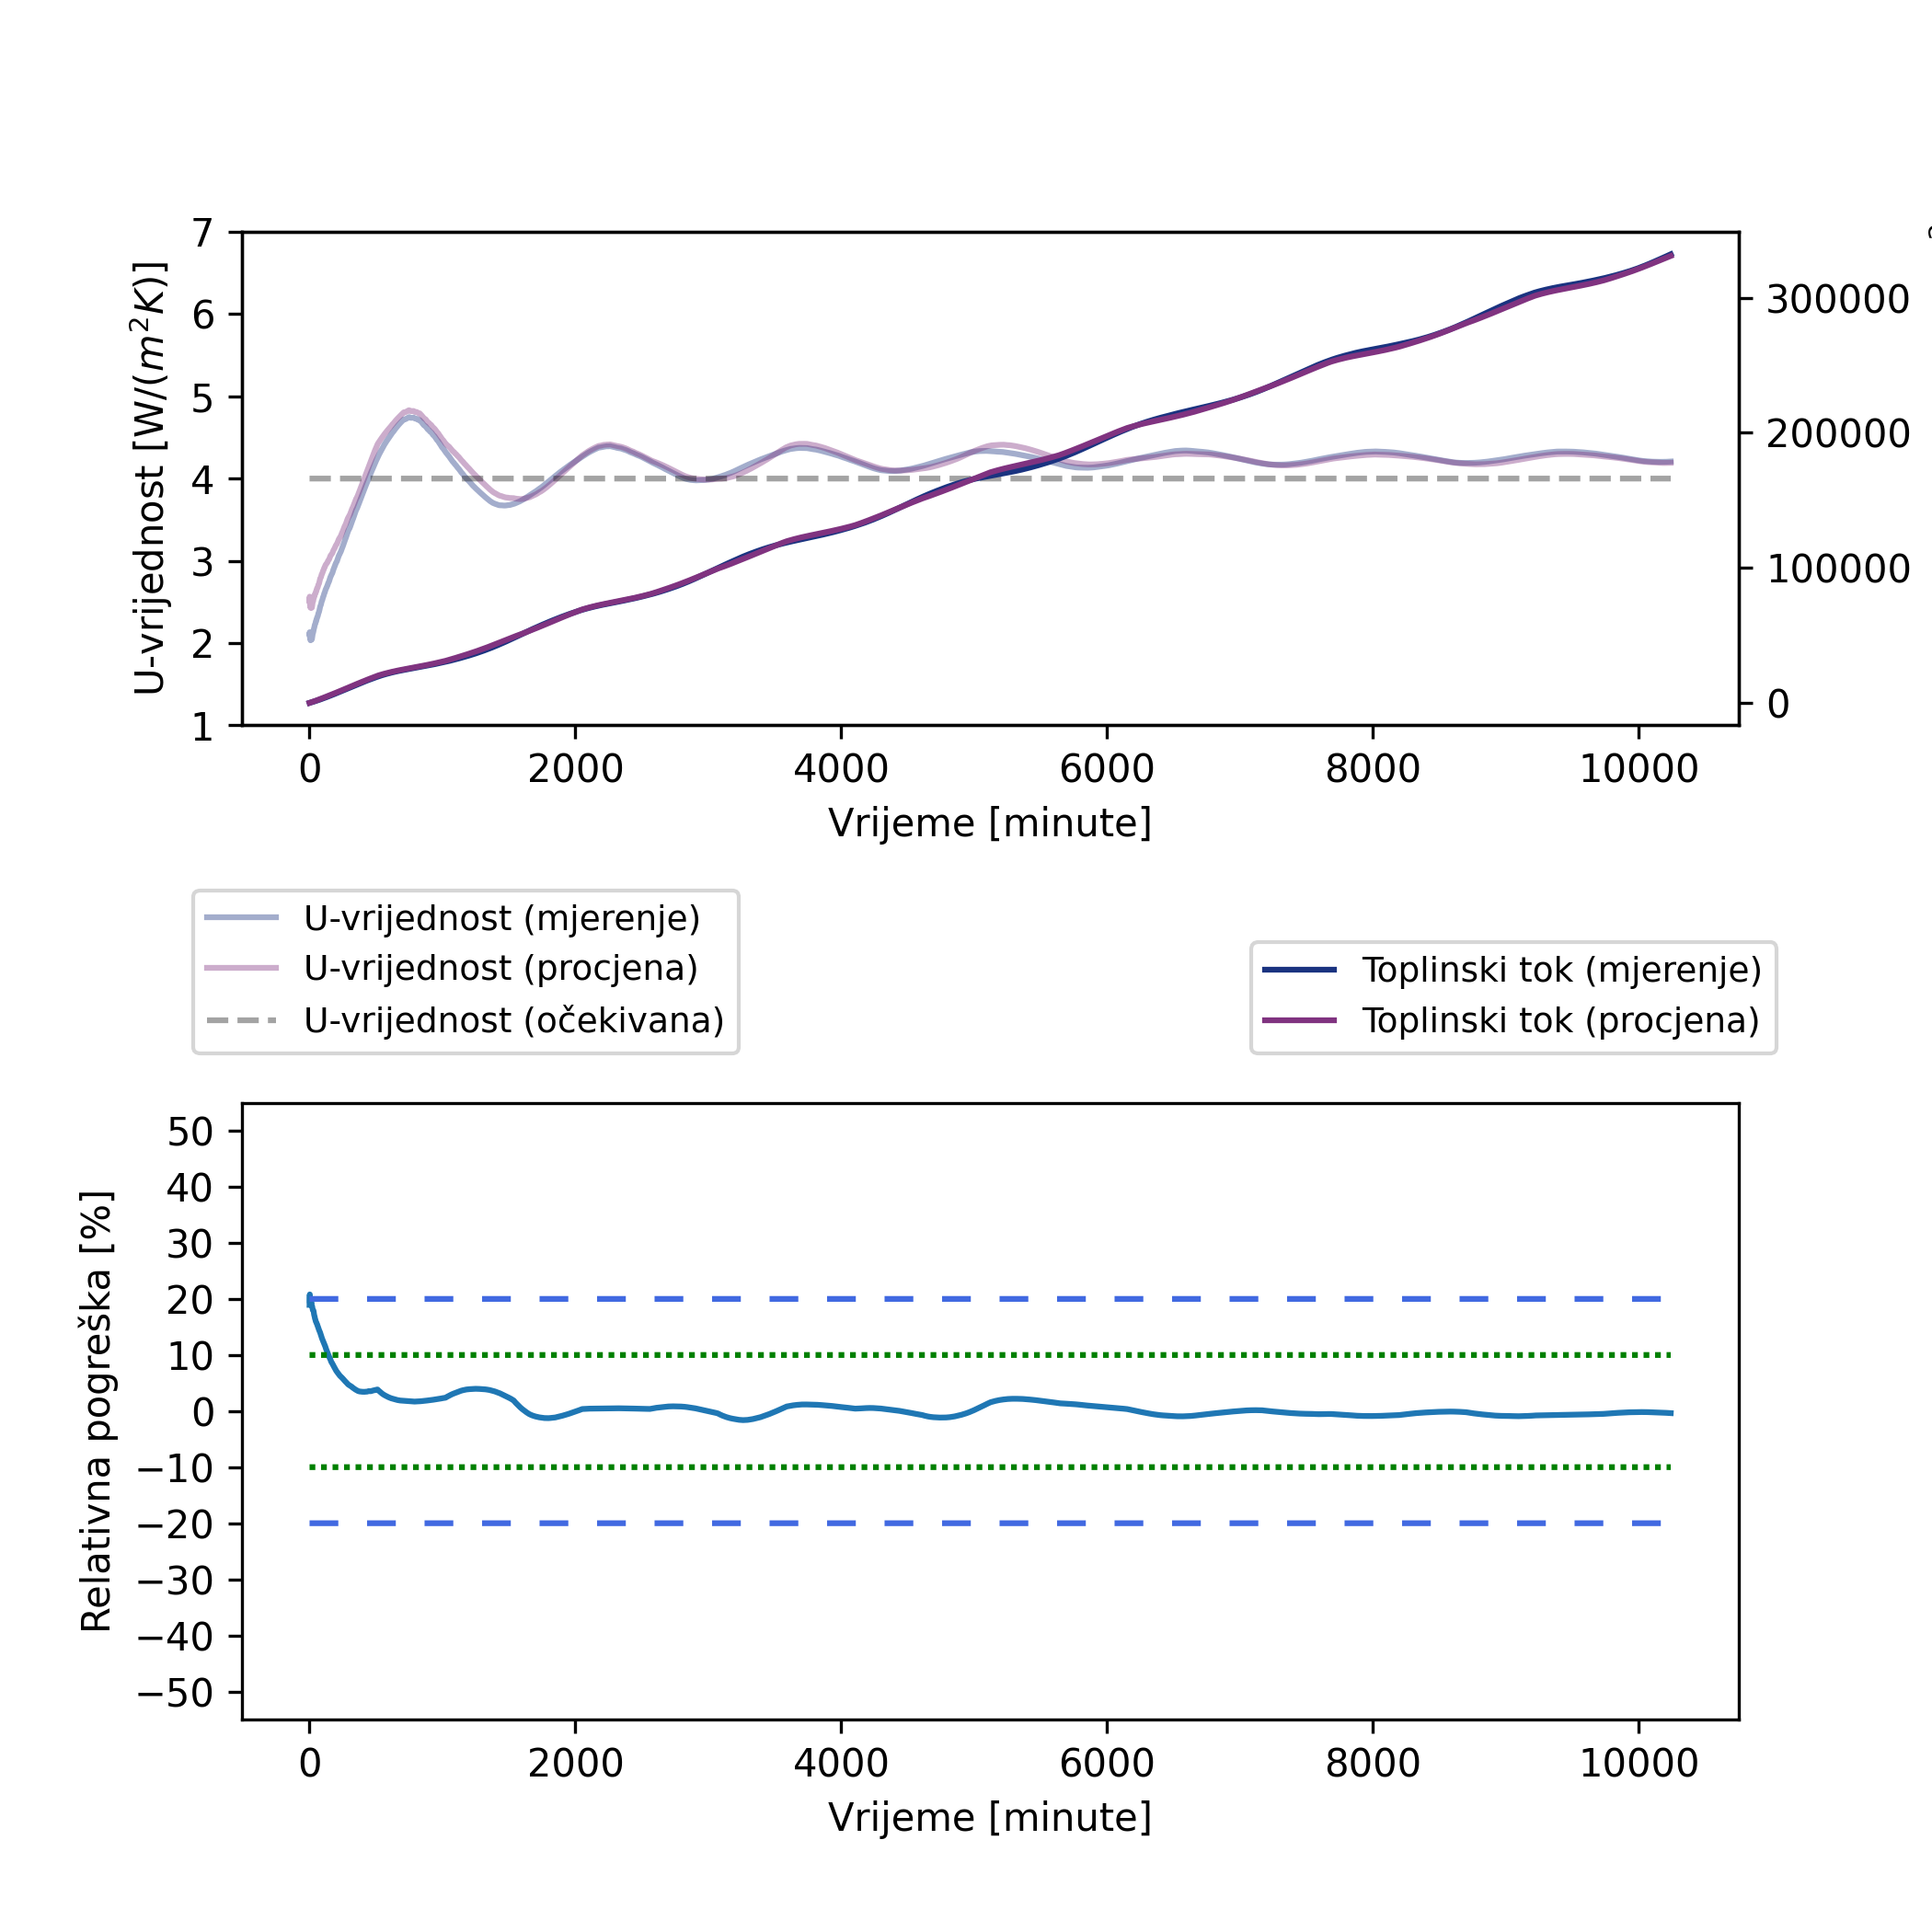 7
6
5
4
3
2
1
U-vrijednost [W/(m²K)]
300000
200000
100000
0
0 2000 4000 6000 8000 10000
Vrijeme [minute]
U-vrijednost (mjerenje)
U-vrijednost (procjena)
U-vrijednost (očekivana)
Toplinski tok (mjerenje)
Toplinski tok (procjena)
50
40
30
20
10
0
−10
−20
−30
−40
−50
Relativna pogreška [%]
0 2000 4000 6000 8000 10000
Vrijeme [minute]